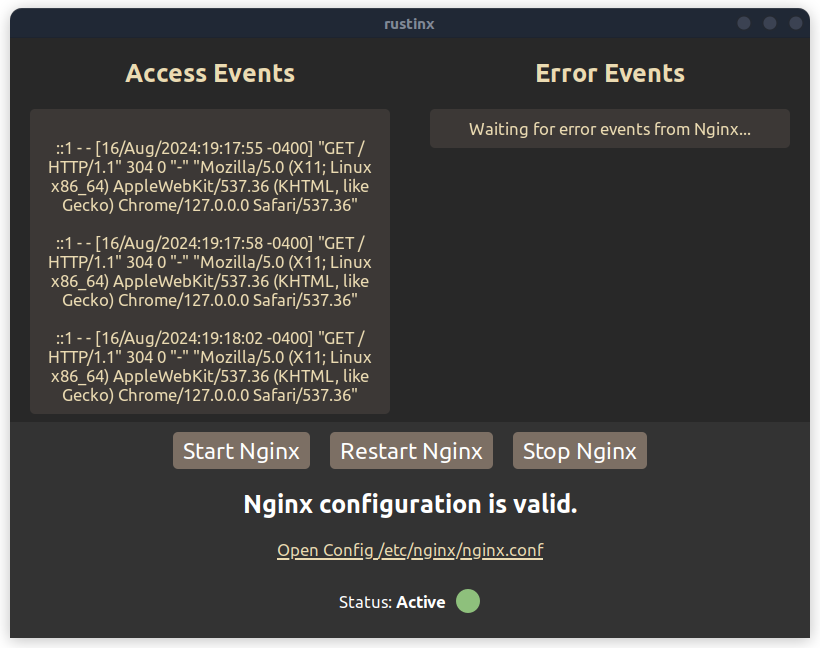 rustinx
Access Events
::1 - - [16/Aug/2024:19:17:55 -0400] "GET /
HTTP/1.1" 304 0 "-" "Mozilla/5.0 (X11; Linux
x86_64) AppleWebKit/537.36 (KHTML, like
Gecko) Chrome/127.0.0.0 Safari/537.36"
::1 - - [16/Aug/2024:19:17:58 -0400] "GET /
HTTP/1.1" 304 0 "-" "Mozilla/5.0 (X11; Linux
x86_64) AppleWebKit/537.36 (KHTML, like
Gecko) Chrome/127.0.0.0 Safari/537.36"
::1 - - [16/Aug/2024:19:18:02 -0400] "GET /
HTTP/1.1" 304 0 "-" "Mozilla/5.0 (X11; Linux
x86_64) AppleWebKit/537.36 (KHTML, like
Gecko) Chrome/127.0.0.0 Safari/537.36"
Error Events
Waiting for error events from Nginx...
Start Nginx
Restart Nginx
Stop Nginx
Nginx configuration is valid.
Open Config /etc/nginx/nginx.conf
Status: Active